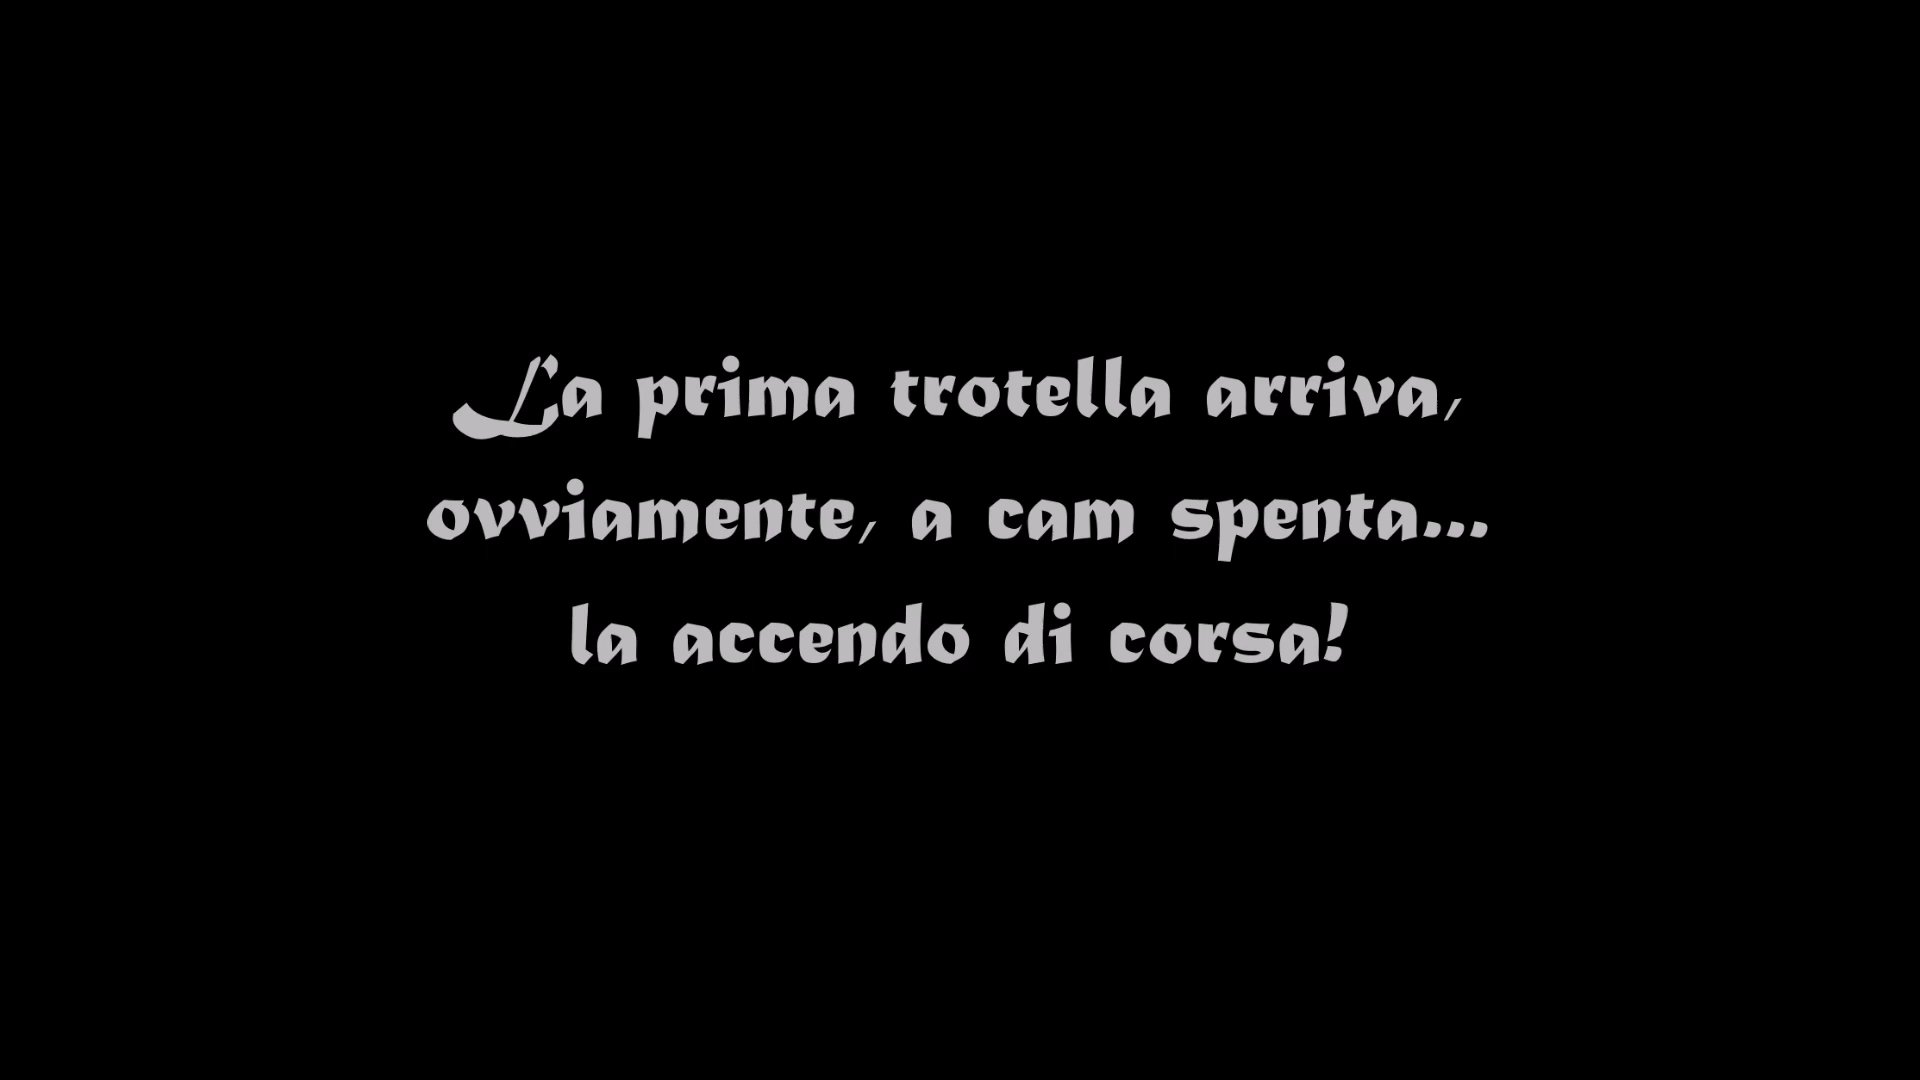 La prima trotella arriva,
ovviamente, a cam spenta...
la accendo di corsa!